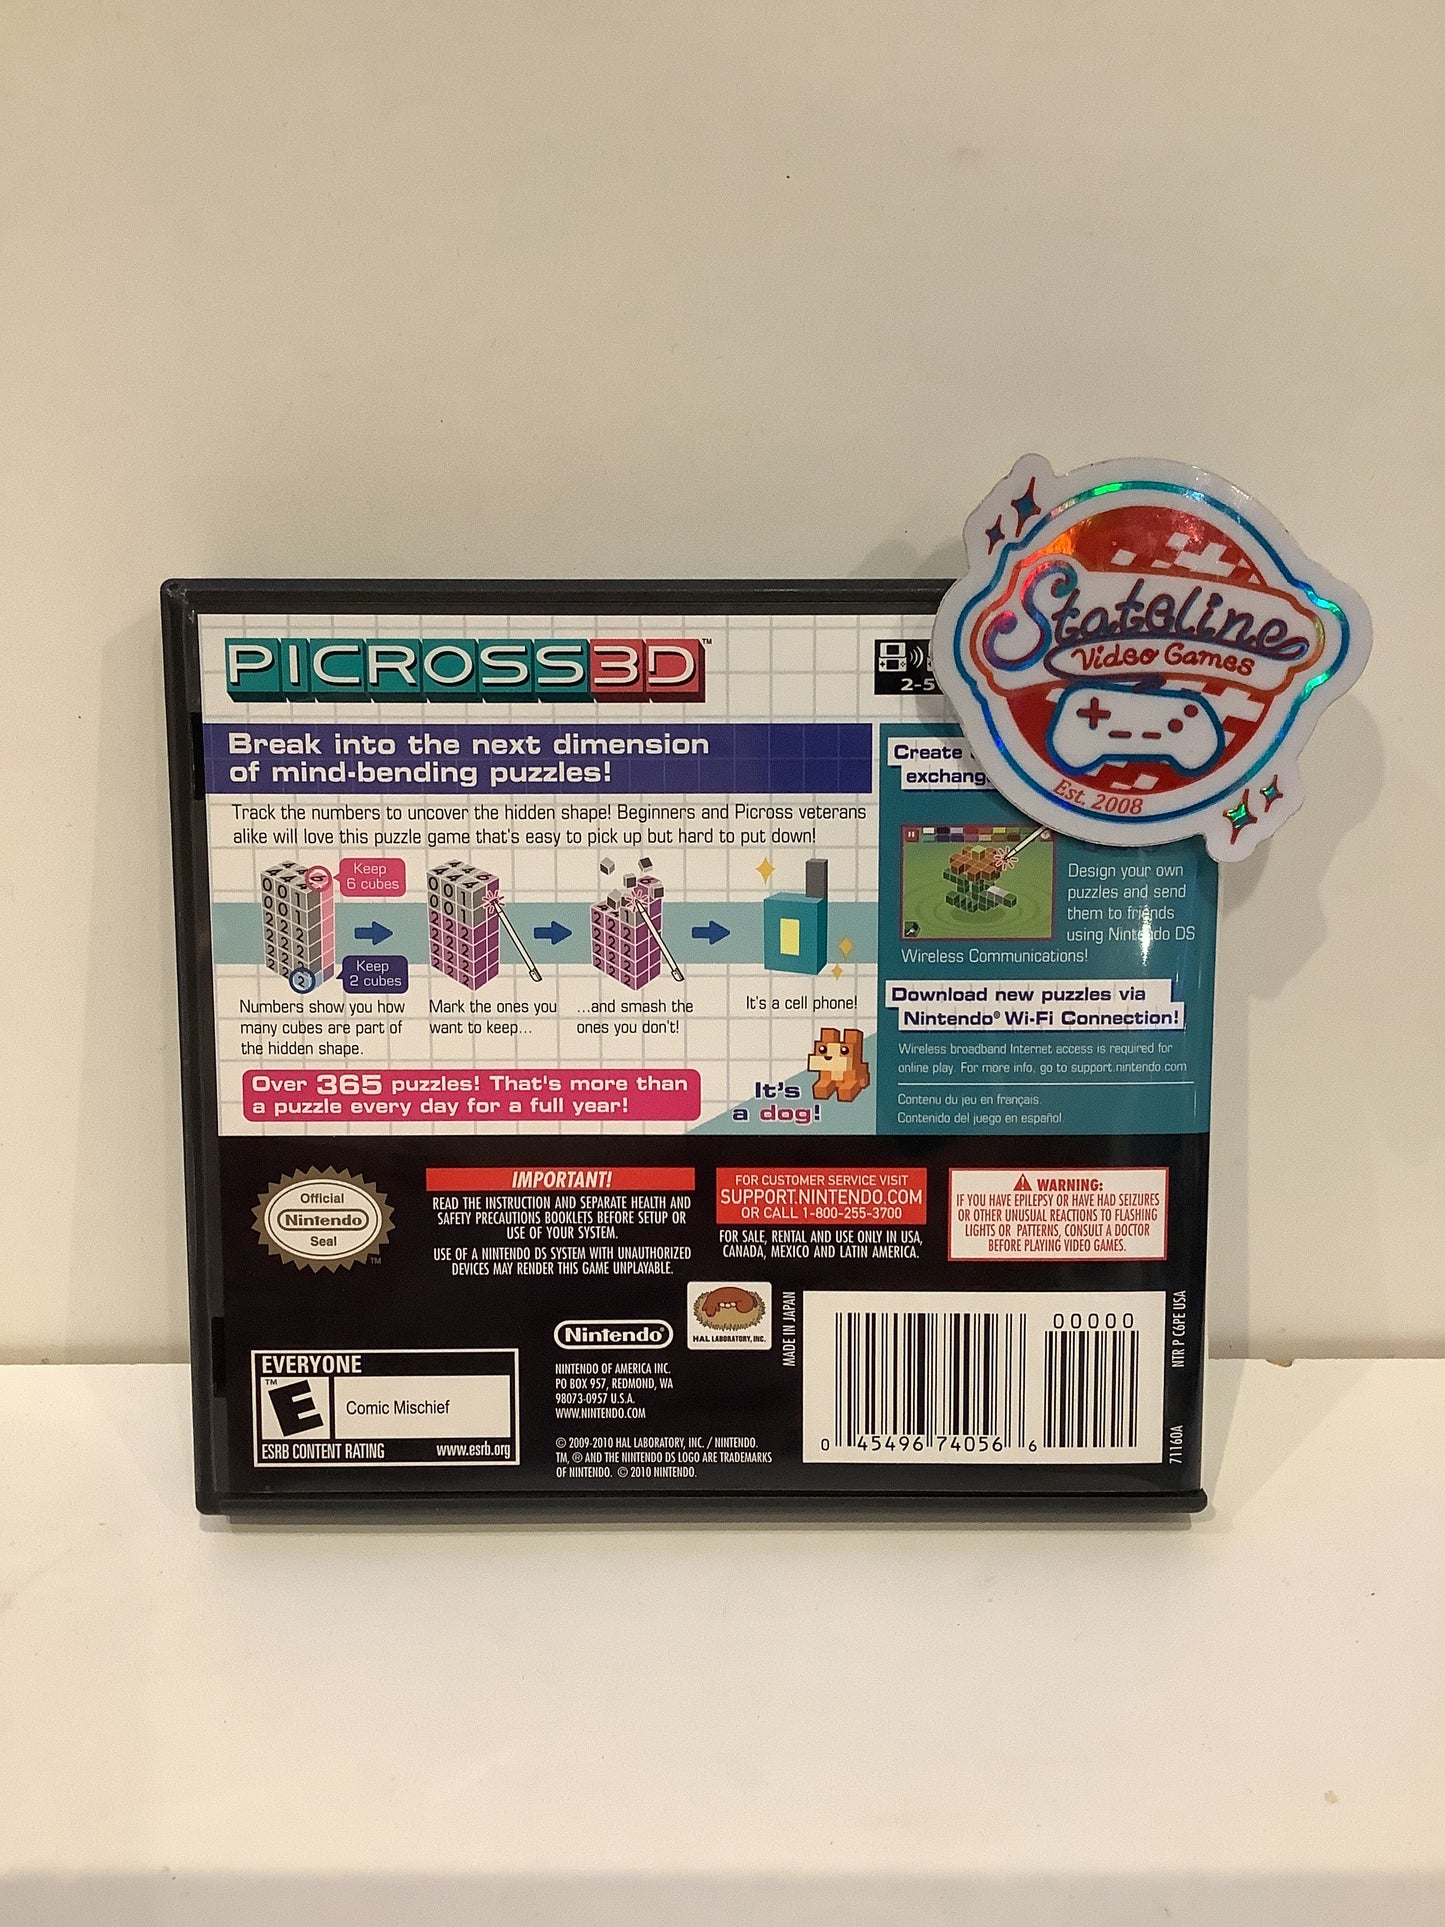 Stateline
Video Games
Est. 2008
PICROSS 3D™
2-5
Break into the next dimension
of mind-bending puzzles!
Track the numbers to uncover the hidden shape! Beginners and Picross veterans
alike will love this puzzle game that's easy to pick up but hard to put down!
Keep
6 cubes
Keep
2 cubes
Numbers show you how
many cubes are part of
the hidden shape.
Mark the ones you
want to keep...
...and smash the
ones you don't!
It's a cell phone!
Over 365 puzzles! That's more than
a puzzle every day for a full year!
It's
a dog!
Create
exchang
Design your own
puzzles and send
them to friends
using Nintendo DS
Wireless Communications!
Download new puzzles via
Nintendo® Wi-Fi Connection!
Wireless broadband Internet access is required for
online play. For more info, go to support.nintendo.com
Contenu du jeu en français.
Contenido del juego en español.
Official
Nintendo
Seal
™
IMPORTANT!
READ THE INSTRUCTION AND SEPARATE HEALTH AND
SAFETY PRECAUTIONS BOOKLETS BEFORE SETUP OR
USE OF YOUR SYSTEM.
USE OF A NINTENDO DS SYSTEM WITH UNAUTHORIZED
DEVICES MAY RENDER THIS GAME UNPLAYABLE.
FOR CUSTOMER SERVICE VISIT
SUPPORT.NINTENDO.COM
OR CALL 1-800-255-3700
FOR SALE, RENTAL AND USE ONLY IN USA,
CANADA, MEXICO AND LATIN AMERICA.
WARNING:
IF YOU HAVE EPILEPSY OR HAVE HAD SEIZURES
OR OTHER UNUSUAL REACTIONS TO FLASHING
LIGHTS OR PATTERNS, CONSULT A DOCTOR
BEFORE PLAYING VIDEO GAMES.
EVERYONE
™
E
Comic Mischief
ESRB CONTENT RATING www.esrb.org
Nintendo®
HAL LABORATORY, INC.
NINTENDO OF AMERICA INC.
PO BOX 957, REDMOND, WA
98073-0957 U.S.A.
WWW.NINTENDO.COM
© 2009-2010 HAL LABORATORY, INC. / NINTENDO.
TM, ® AND THE NINTENDO DS LOGO ARE TRADEMARKS
OF NINTENDO. © 2010 NINTENDO.
MADE IN JAPAN
00000
0 45496 74056 6
NTR P C6PE USA
71160A